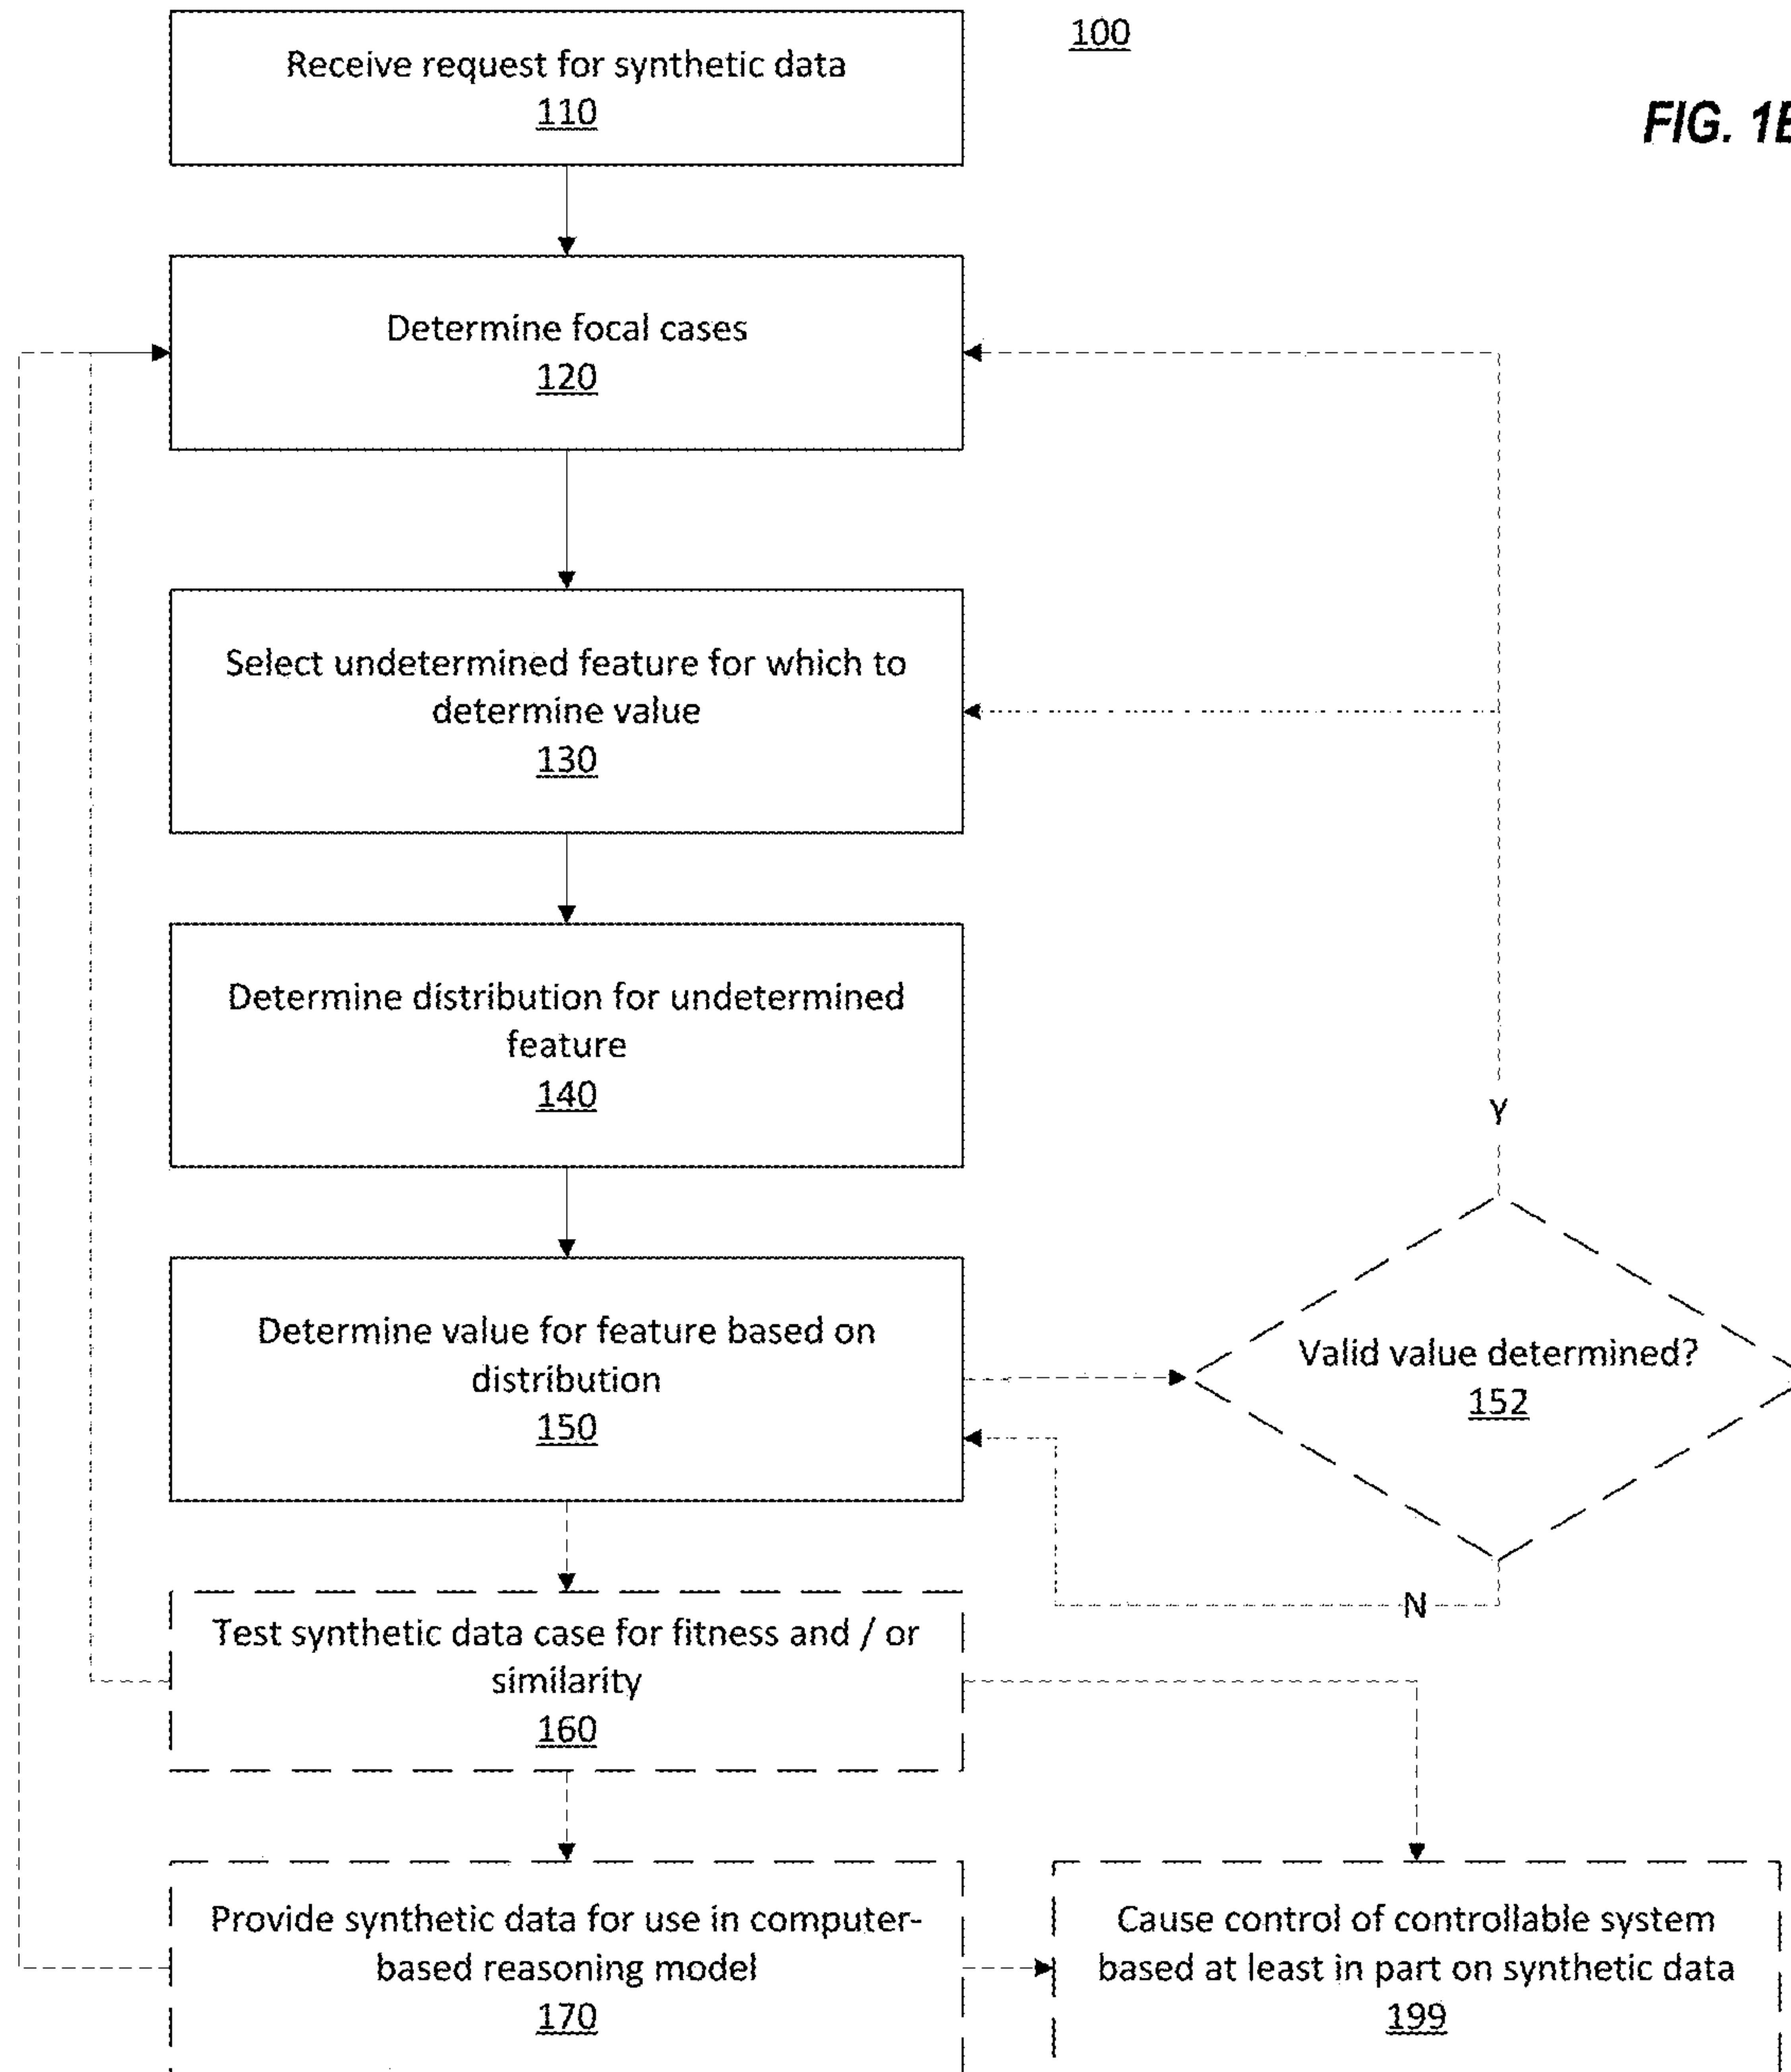 100
FIG. 1B
Receive request for synthetic data
110
Determine focal cases
120
Select undetermined feature for which to
determine value
130
Determine distribution for undetermined
feature
140
Y
Determine value for feature based on
distribution
150
Valid value determined?
152
N
Test synthetic data case for fitness and / or
similarity
160
Provide synthetic data for use in computer-
based reasoning model
170
Cause control of controllable system
based at least in part on synthetic data
199